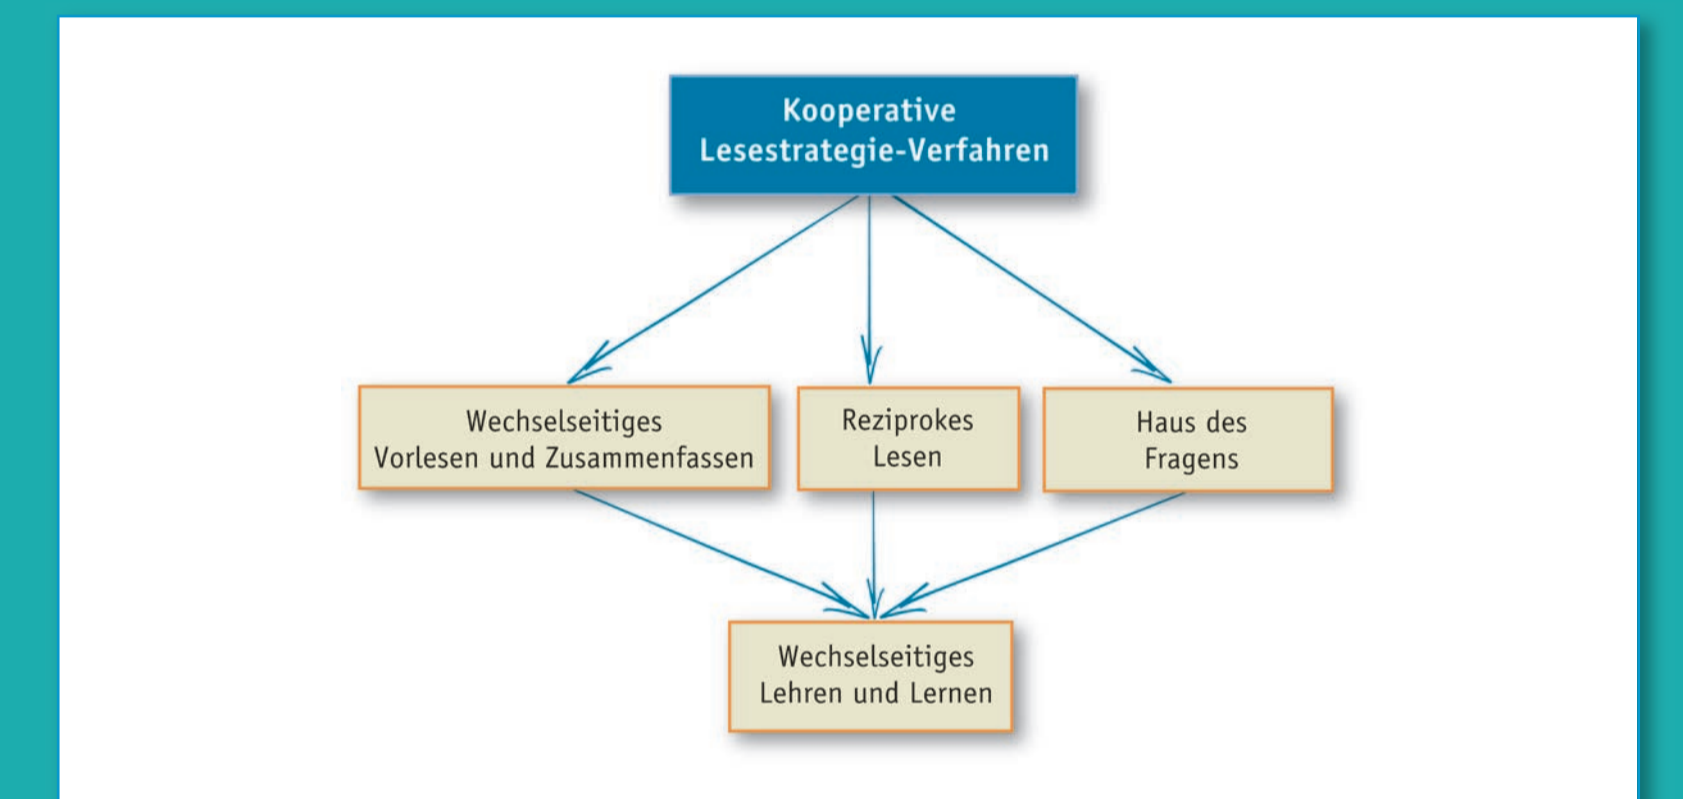 Kooperative
Lesestrategie-Verfahren
Wechselseitiges
Vorlesen und Zusammenfassen
Reziprokes
Lesen
Haus des
Fragens
Wechselseitiges
Lehren und Lernen